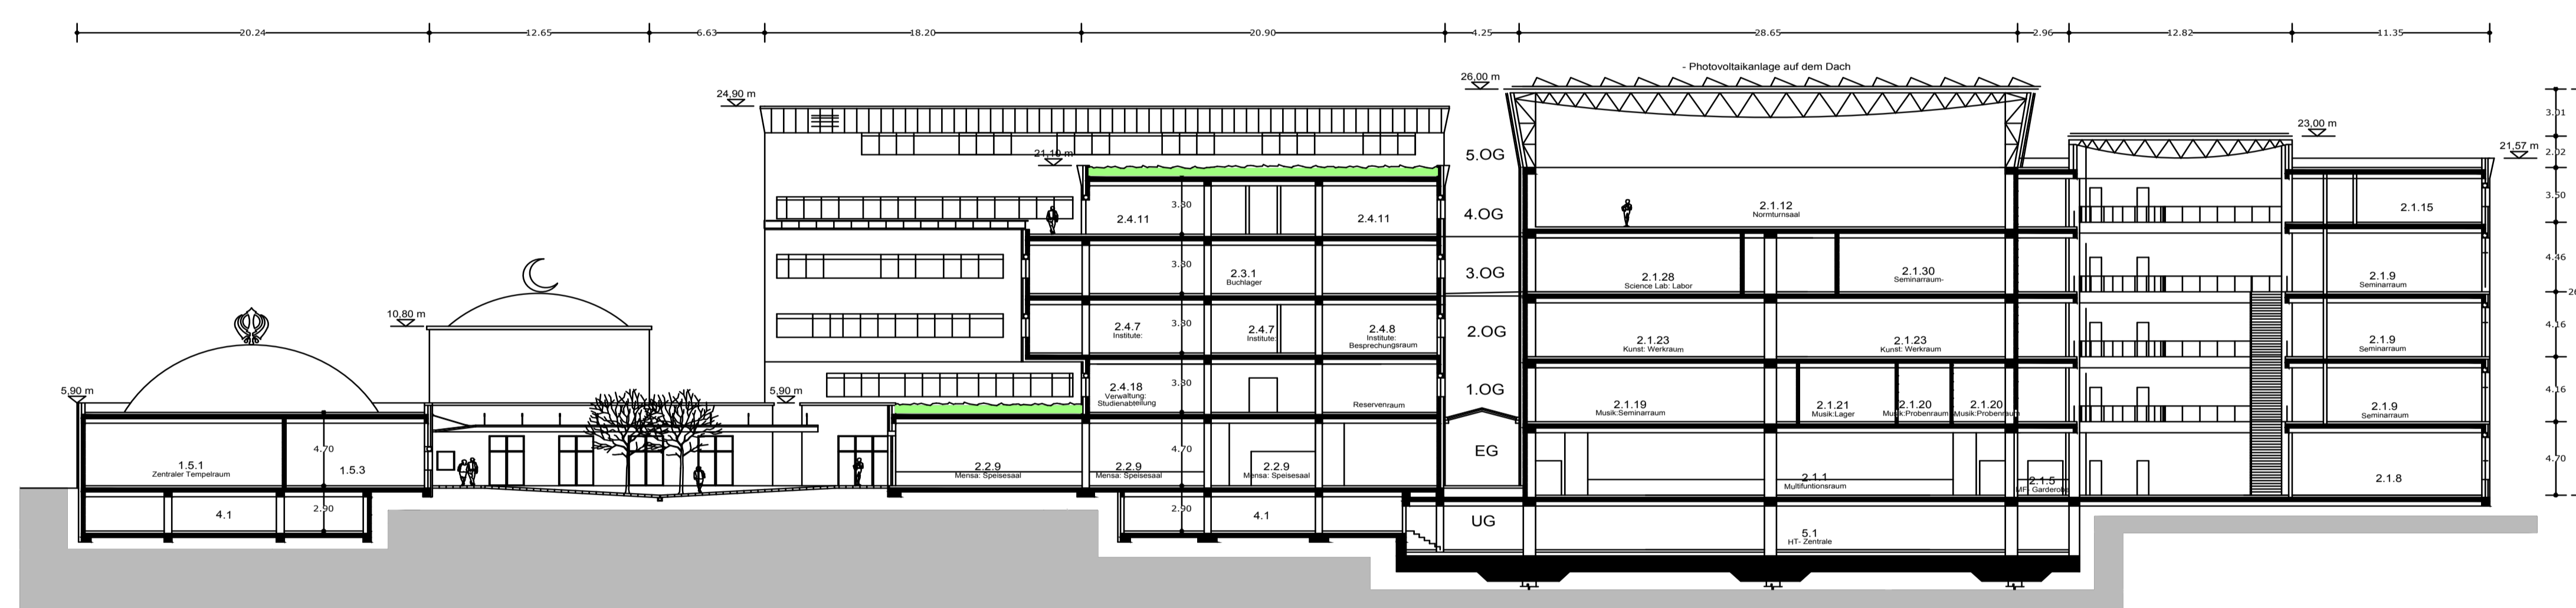 20.24 12.65 6.63 18.20 20.90 4.25 28.65 2.96 12.82 11.35
- Photovoltaikanlage auf dem Dach
26,00 m
24,90 m
3.01
23,00 m
21,57 m
2.02
21,10 m
5.OG
3.30
3.50
2.4.11
2.4.11
4.OG
2.1.12
Normturnsaal
2.1.15
4.46
3.30
2.3.1
Buchlager
3.OG
2.1.28
Science Lab: Labor
2.1.30
Seminarraum-
2.1.9
Seminarraum
10,80 m
3.30
4.16
2.4.7
Institute:
2.4.7
Institute:
2.4.8
Institute:
Besprechungsraum
2.OG
2.1.23
Kunst: Werkraum
2.1.23
Kunst: Werkraum
2.1.9
Seminarraum
5,90 m
5,90 m
3.30
4.16
2.4.18
Verwaltung:
Studienabteilung
Reservenraum
1.OG
2.1.19
Musik:Seminarraum
2.1.21
Musik:Lager
2.1.20
Musik:Probenraum
2.1.20
Musik:Probenraum
2.1.9
Seminarraum
4.70
4.70
4.70
1.5.1
Zentraler Tempelraum
1.5.3
2.2.9
Mensa: Speisesaal
2.2.9
Mensa: Speisesaal
2.2.9
Mensa: Speisesaal
EG
2.1.1
Multifuntionsraum
2.1.5
2.1.8
4.1
2.90
2.90
4.1
UG
5.1
HT- Zentrale